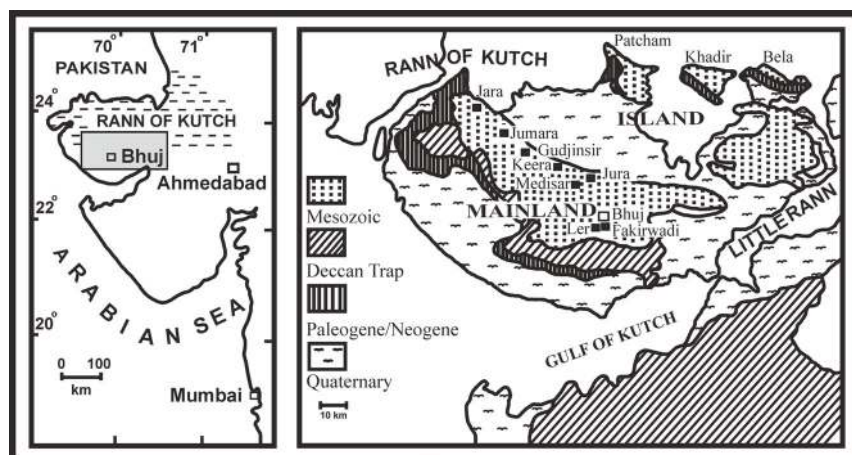 70° 71°
PAKISTAN
24°
RANN OF KUTCH
Bhuj
Ahmedabad
22°
ARABIAN SEA
20°
0 100
km
Mumbai
RANN OF KUTCH
Patcham
Khadir
Bela
Jara
ISLAND
Jumara
Gudjinsir
Keera
Jura
Medisar
MAINLAND
Bhuj
Ler
Fakirwadi
LITTLE RANN
GULF OF KUTCH
Mesozoic
Deccan Trap
Paleogene/Neogene
Quaternary
10 km